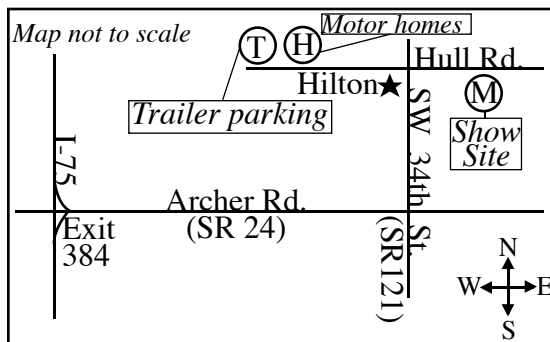 Map not to scale
T
H
Motor homes
Trailer parking
Hull Rd.
Hilton★
M
Show
Site
I-75
SW 34th St.
(SR121)
Archer Rd.
(SR 24)
Exit
384
N
W
E
S